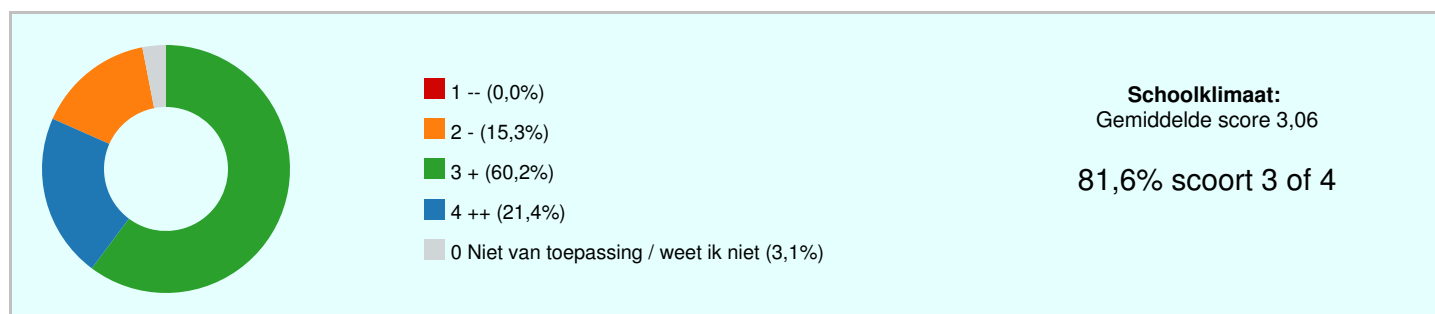 1 -- (0,0%)
2 - (15,3%)
3 + (60,2%)
4 ++ (21,4%)
0 Niet van toepassing / weet ik niet (3,1%)
Schoolklimaat:
Gemiddelde score 3,06
81,6% scoort 3 of 4